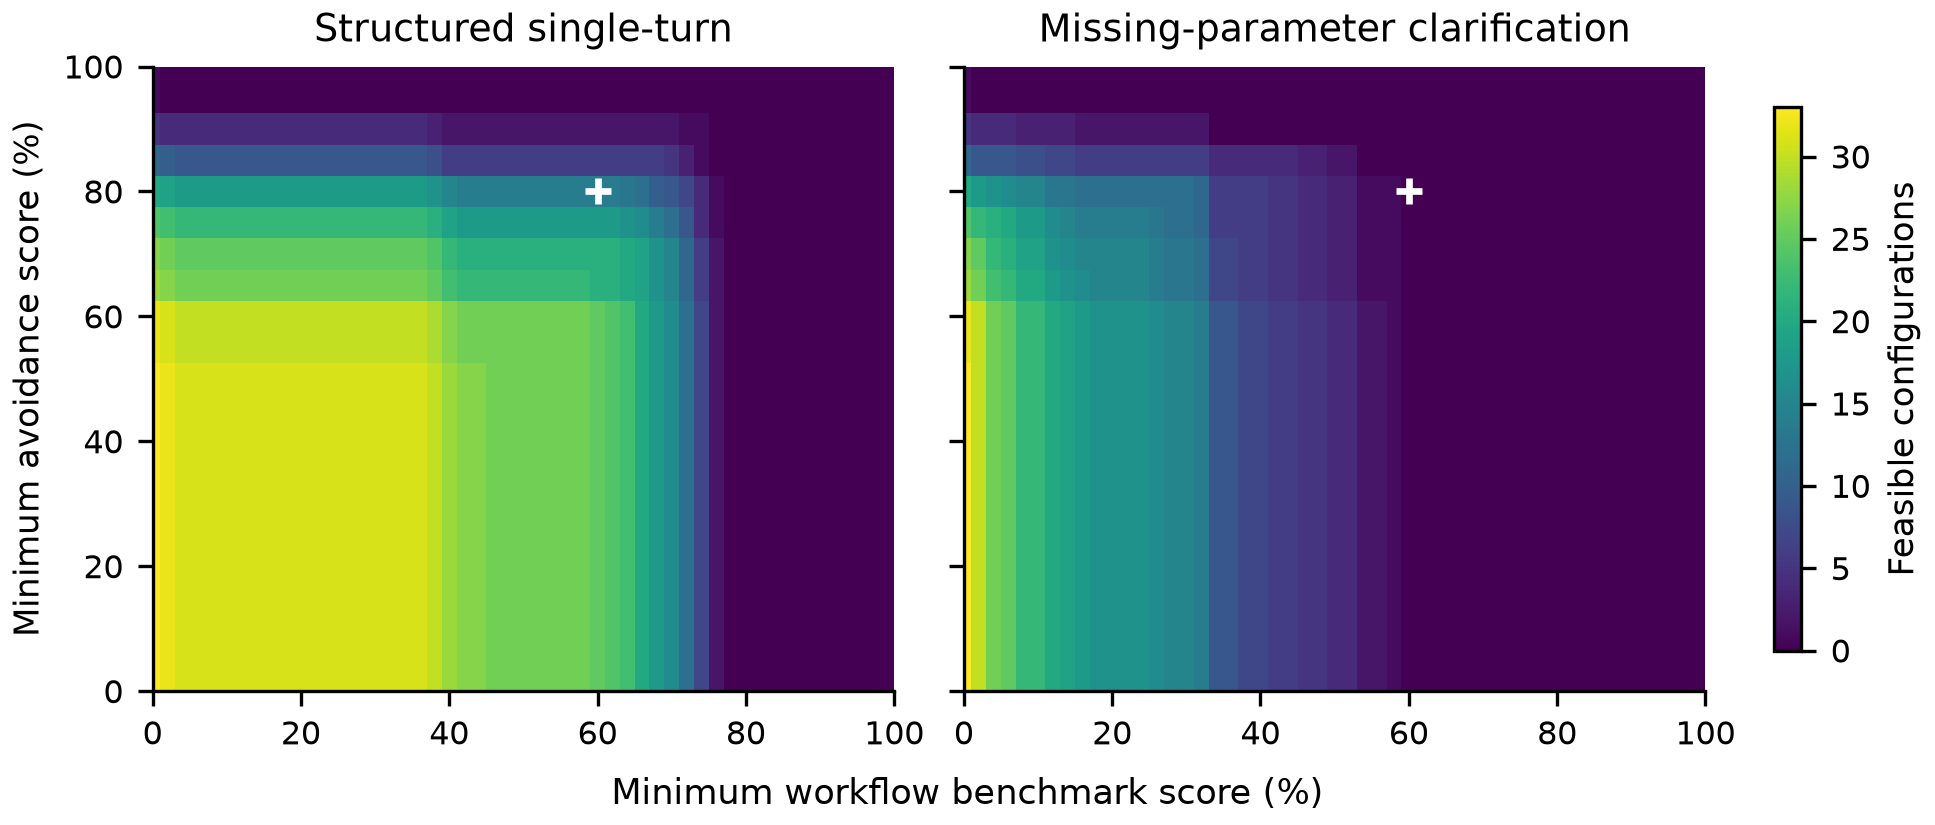 Structured single-turn
Missing-parameter clarification
Minimum avoidance score (%)
100
80
60
40
20
0
0 20 40 60 80 100
0 20 40 60 80 100
Minimum workflow benchmark score (%)
30
25
20
15
10
5
0
Feasible configurations